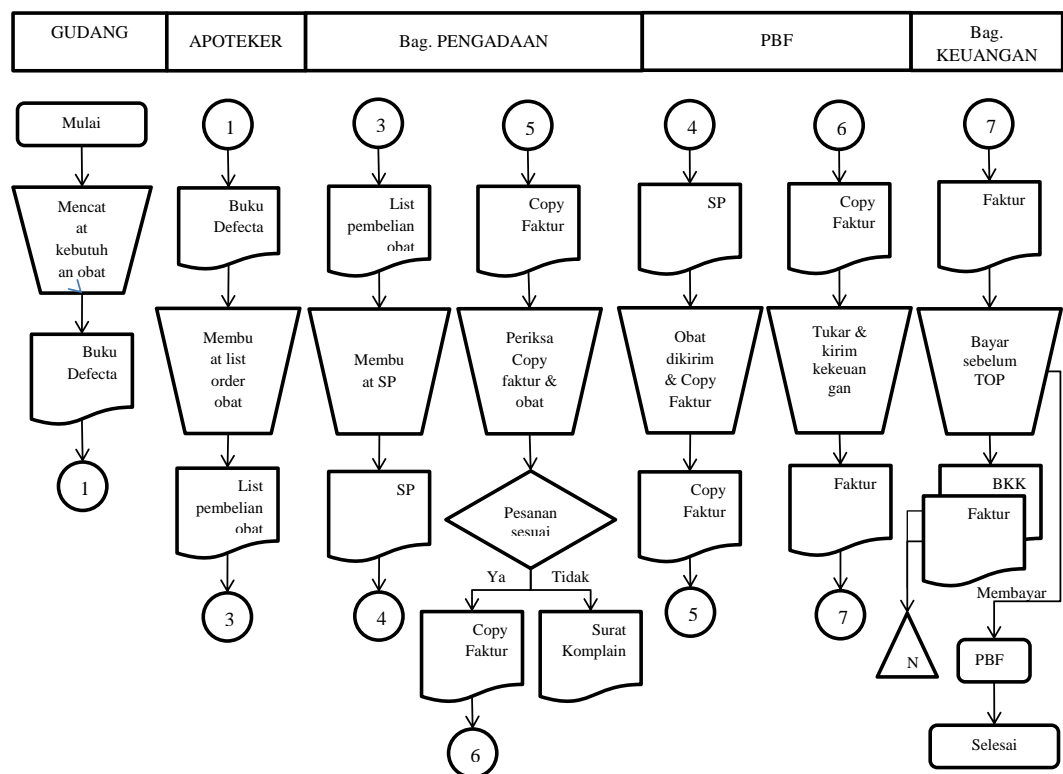 GUDANG
APOTEKER
Bag. PENGADAAN
PBF
Bag.
KEUANGAN
Mulai
Mencat
at
kebutuh
an obat
Buku
Defecta
1
1
Buku
Defecta
Membu
at list
order
obat
List
pembelian
obat
3
3
List
pembelian
obat
Membu
at SP
SP
4
5
Copy
Faktur
Periksa
Copy
faktur &
obat
Pesanan
sesuai
Ya
Tidak
Copy
Faktur
Surat
Komplain
6
4
SP
Obat
dikirim
& Copy
Faktur
Copy
Faktur
5
6
Copy
Faktur
Tukar &
kirim
kekeuan
gan
Faktur
7
7
Faktur
Bayar
sebelum
TOP
BKK
Faktur
Membayar
N
PBF
Selesai